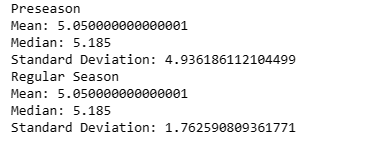 Preseason
Mean: 5.050000000000001
Median: 5.185
Standard Deviation: 4.936186112104499
Regular Season
Mean: 5.050000000000001
Median: 5.185
Standard Deviation: 1.762590809361771